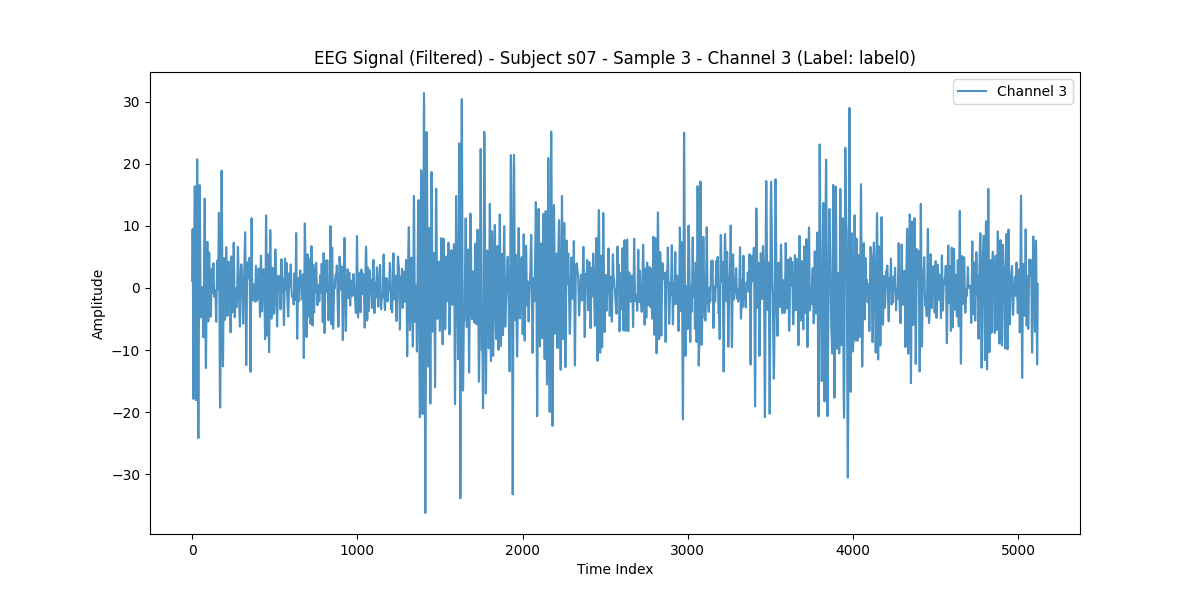 EEG Signal (Filtered) - Subject s07 - Sample 3 - Channel 3 (Label: label0)
Channel 3
30
20
10
0
−10
−20
−30
Amplitude
0 1000 2000 3000 4000 5000
Time Index